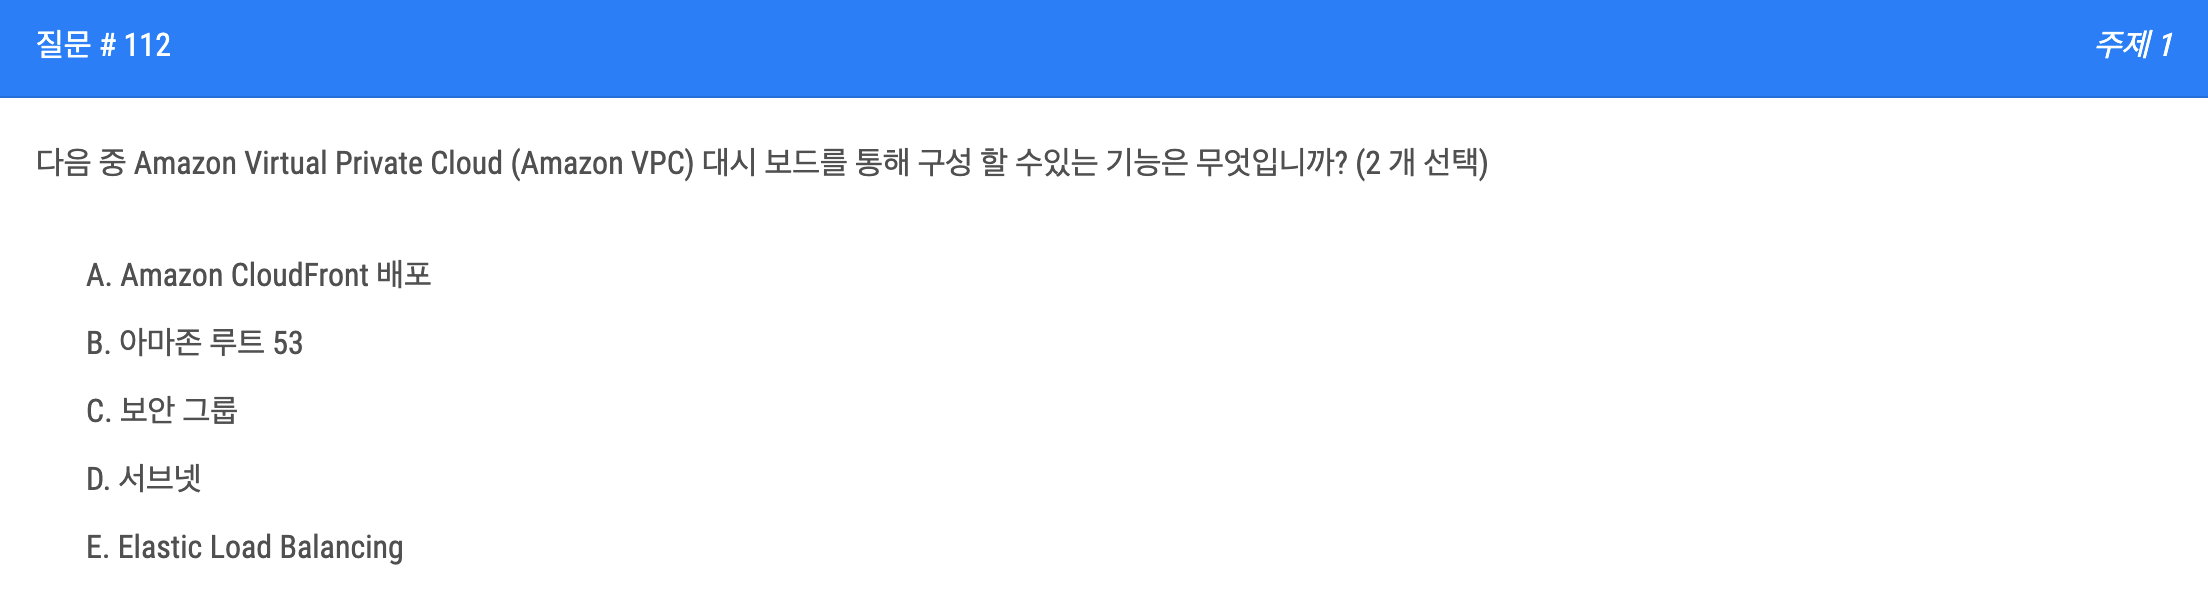 질문 # 112
주제 1
다음 중 Amazon Virtual Private Cloud (Amazon VPC) 대시 보드를 통해 구성 할 수있는 기능은 무엇입니까? (2 개 선택)
A. Amazon CloudFront 배포
B. 아마존 루트 53
C. 보안 그룹
D. 서브넷
E. Elastic Load Balancing